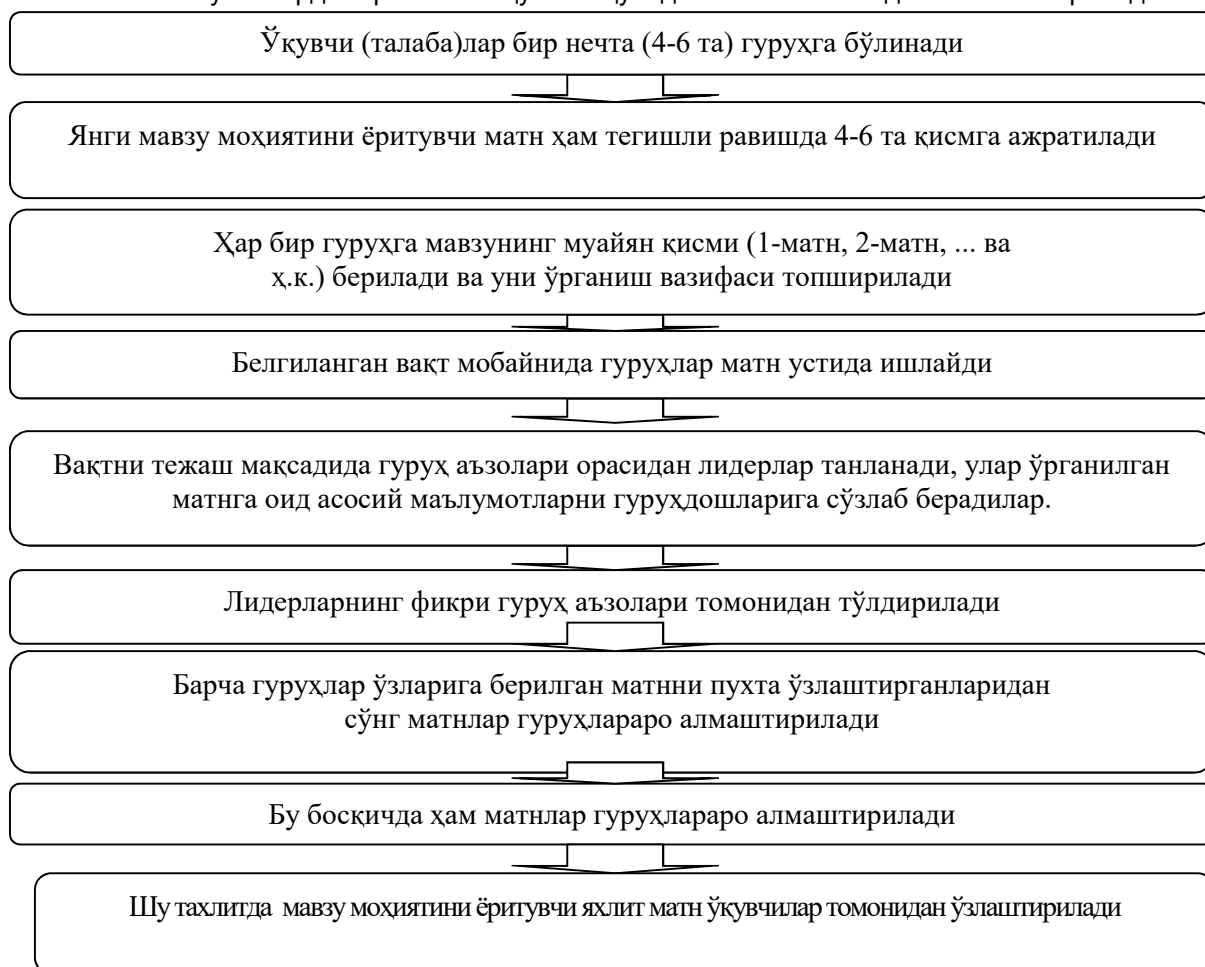 Ўқувчи (талаба)лар бир нечта (4-6 та) гуруҳга бўлинади
Янги мавзу моҳиятини ёритувчи матн ҳам тегишли равишда 4-6 та қисмга ажратилади
Ҳар бир гуруҳга мавзунинг муайян қисми (1-матн, 2-матн, ... ва
ҳ.к.) берилади ва уни ўрганиш вазифаси топширилади
Белгиланган вақт мобайнида гуруҳлар матн устида ишлайди
Вақтни тежаш мақсадида гуруҳ аъзолари орасидан лидерлар танланади, улар ўрганилган
матнга оид асосий маълумотларни гуруҳдошларига сўзлаб берадилар.
Лидерларнинг фикри гуруҳ аъзолари томонидан тўлдирилади
Барча гуруҳлар ўзларига берилган матнни пухта ўзлаштирганларидан
сўнг матнлар гуруҳлараро алмаштирилади
Бу босқичда ҳам матнлар гуруҳлараро алмаштирилади
Шу тахлитда мавзу моҳиятини ёритувчи яхлит матн ўқувчилар томонидан ўзлаштирилади